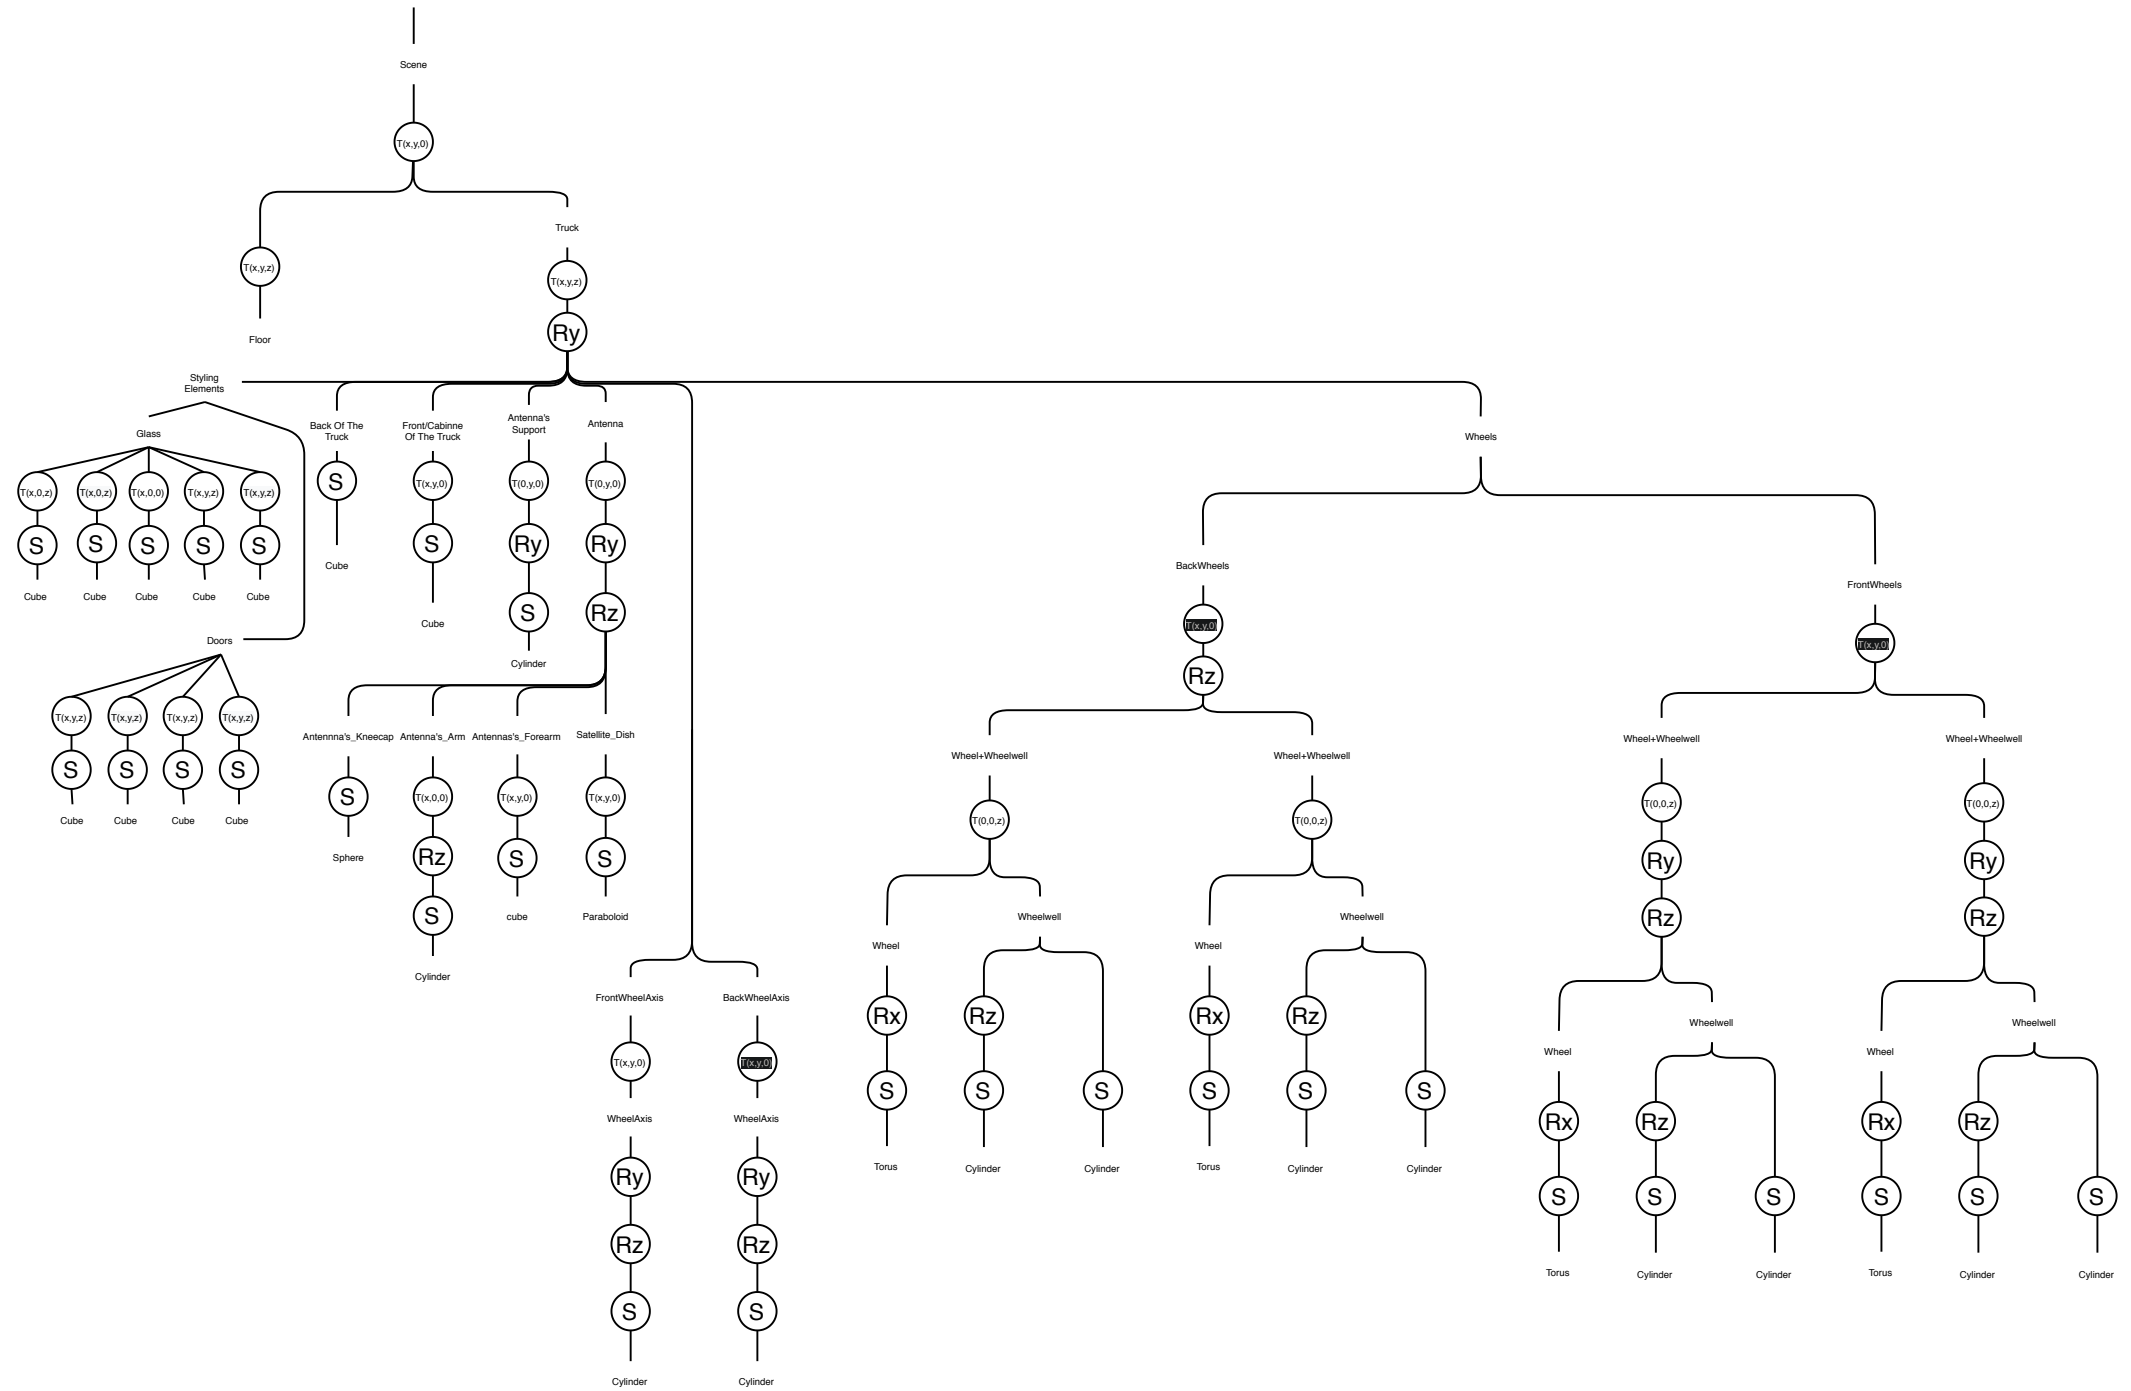 Scene
T(x,y,0)
Truck
T(x,y,z)
T(x,y,z)
Ry
Floor
Styling
Elements
Back Of The
Truck
Front/Cabinne
Of The Truck
Antenna's
Support
Antenna
Wheels
Glass
T(x,0,z) T(x,0,z) T(x,0,0) T(x,y,z) T(x,y,z)
S S S S S
Cube Cube Cube Cube Cube
S
Cube
T(x,y,0)
S
Cube
T(0,y,0)
Ry
S
Cylinder
T(0,y,0)
Ry
Rz
Doors
T(x,y,z) T(x,y,z) T(x,y,z) T(x,y,z)
S S S S
Cube Cube Cube Cube
Antennna's_Kneecap Antenna's_Arm Antennas's_Forearm Satellite_Dish
S
Sphere
T(x,0,0)
Rz
S
Cylinder
T(x,y,0)
S
cube
T(x,y,0)
S
Paraboloid
FrontWheelAxis BackWheelAxis
T(x,y,0) T(x,y,0)
WheelAxis WheelAxis
Ry Ry
Rz Rz
S S
Cylinder Cylinder
BackWheels
T(x,y,0)
Rz
Wheel+Wheelwell Wheel+Wheelwell
T(0,0,z) T(0,0,z)
Wheelwell Wheelwell
Wheel Wheel
Rx Rz Rx Rz
S S S S S S
Torus Cylinder Cylinder Torus Cylinder Cylinder
FrontWheels
T(x,y,0)
Wheel+Wheelwell Wheel+Wheelwell
T(0,0,z) T(0,0,z)
Ry Ry
Rz Rz
Wheelwell Wheelwell
Wheel Wheel
Rx Rz Rx Rz
S S S S S S
Torus Cylinder Cylinder Torus Cylinder Cylinder